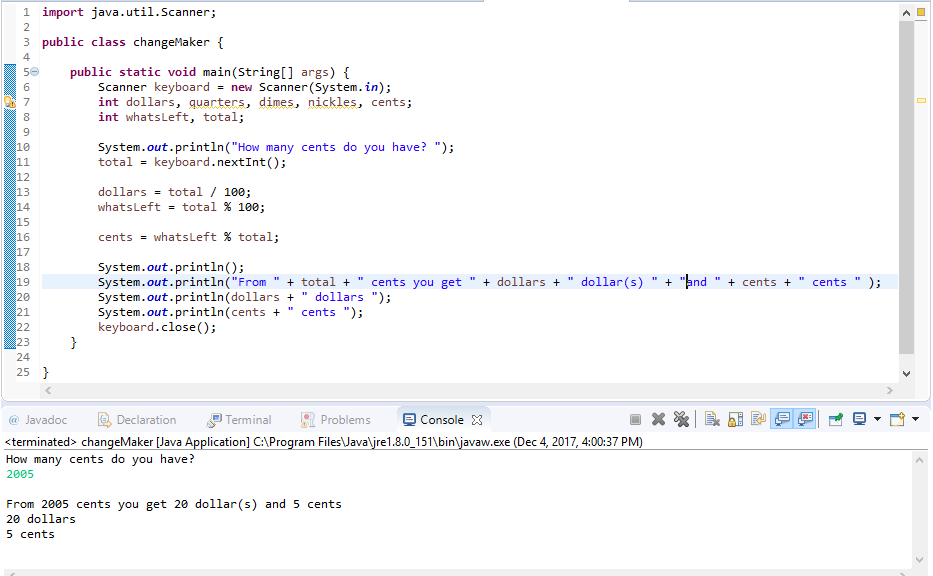 1 import java.util.Scanner;
2
3 public class changeMaker {
4
5 public static void main(String[] args) {
6 Scanner keyboard = new Scanner(System.in);
7 int dollars, quarters, dimes, nickles, cents;
8 int whatsLeft, total;
9
10 System.out.println("How many cents do you have? ");
11 total = keyboard.nextInt();
12
13 dollars = total / 100;
14 whatsLeft = total % 100;
15
16 cents = whatsLeft % total;
17
18 System.out.println();
19 System.out.println("From " + total + " cents you get " + dollars + " dollar(s) " + "and " + cents + " cents " );
20 System.out.println(dollars + " dollars ");
21 System.out.println(cents + " cents ");
22 keyboard.close();
23 }
24
25 }
@ Javadoc Declaration Terminal Problems Console
<terminated> changeMaker [Java Application] C:\Program Files\Java\jre1.8.0_151\bin\javaw.exe (Dec 4, 2017, 4:00:37 PM)
How many cents do you have?
2005
From 2005 cents you get 20 dollar(s) and 5 cents
20 dollars
5 cents